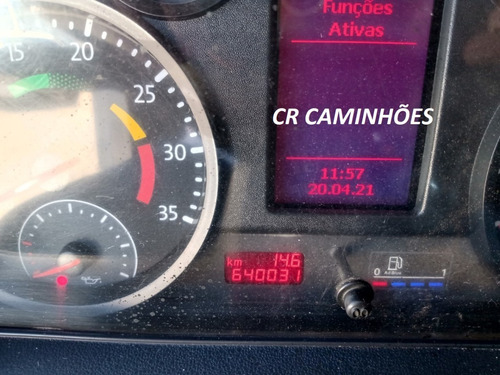 Funções
Ativas
15
20
25
30
35
CR CAMINHÕES
11:57
20.04.21
km 14.6
640031
0 AdBlue 1